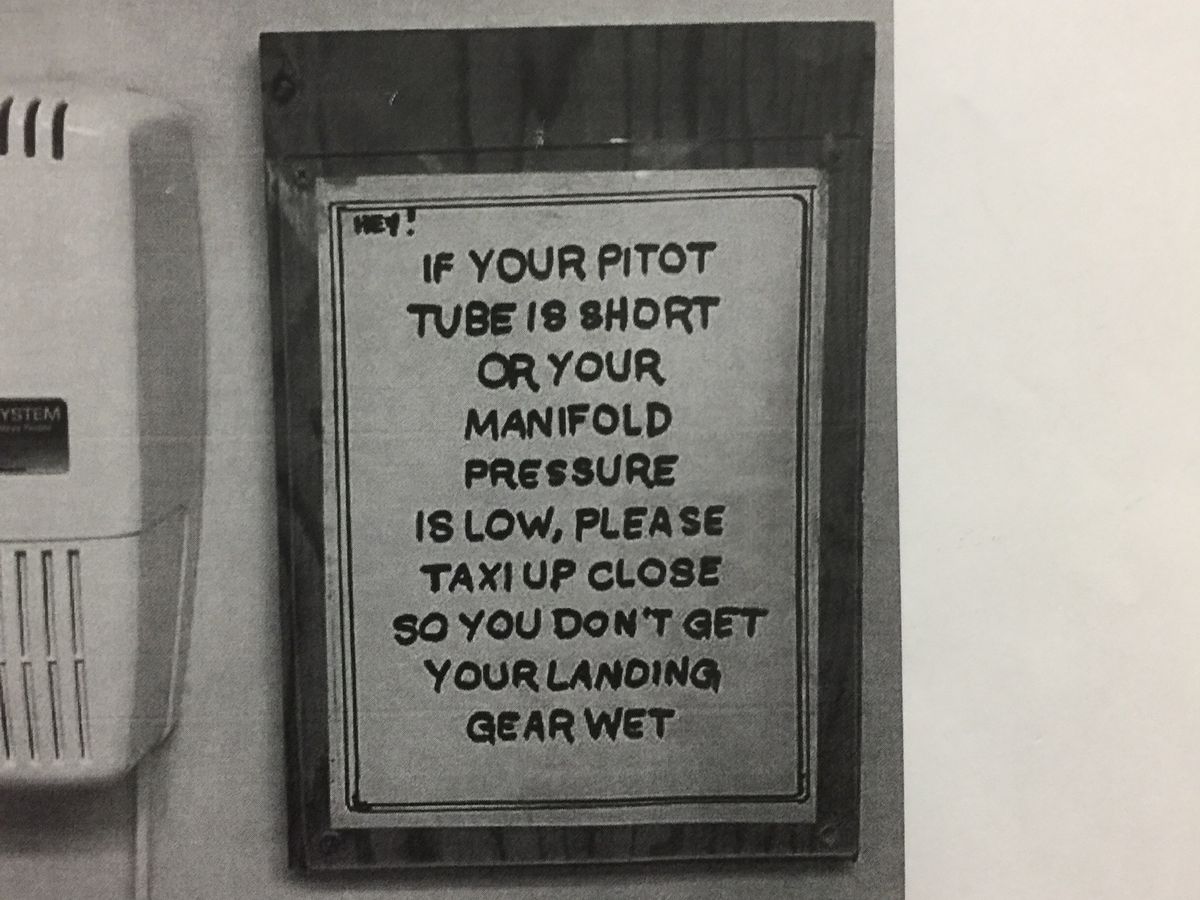 YSTEM
HEY!
IF YOUR PITOT
TUBE IS SHORT
OR YOUR
MANIFOLD
PRESSURE
IS LOW, PLEASE
TAXI UP CLOSE
SO YOU DON'T GET
YOUR LANDING
GEAR WET